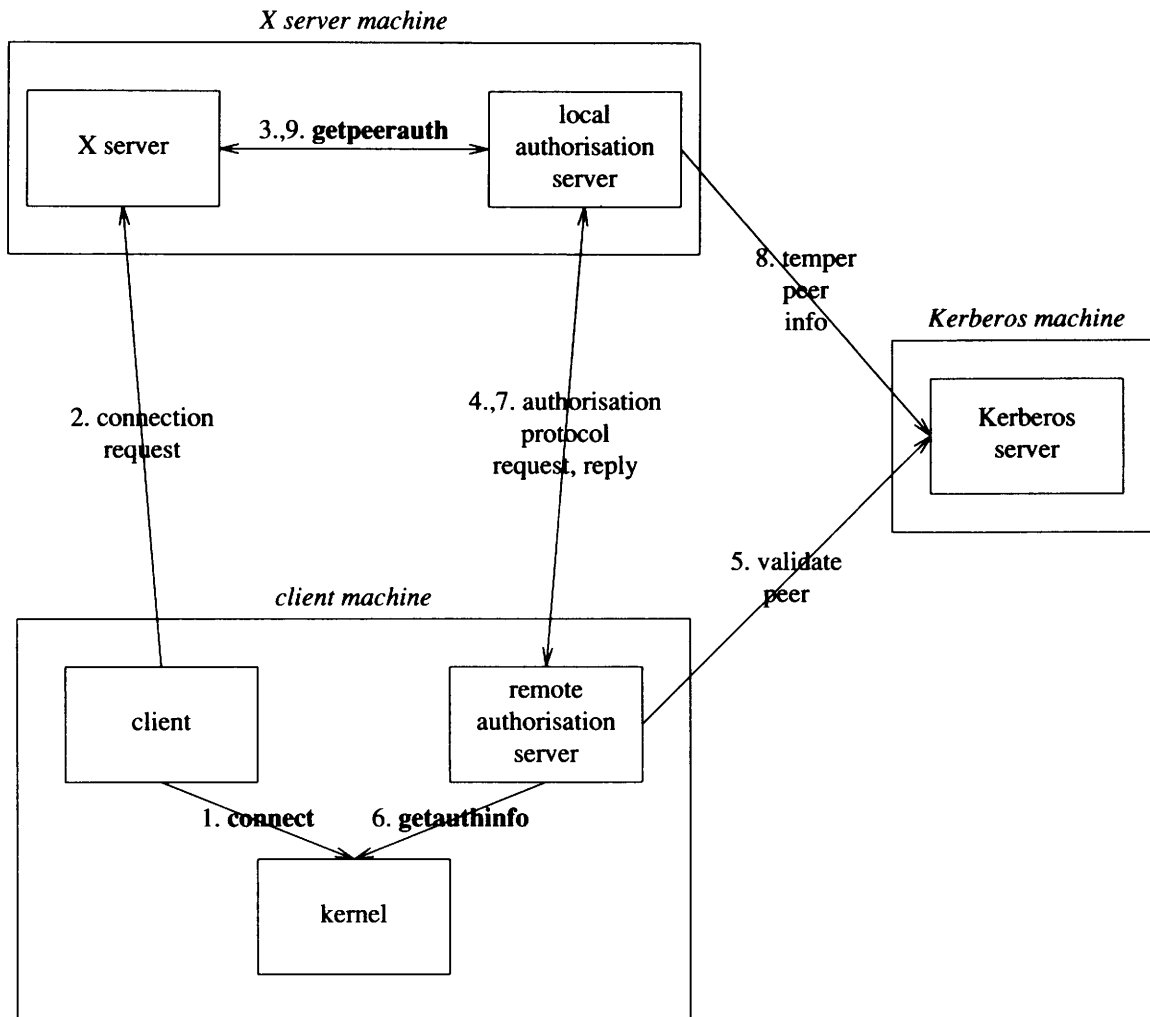 X server machine
X server
3.,9. getpeerauth
local
authorisation
server
8. temper
peer
info
Kerberos machine
Kerberos
server
2. connection
request
4.,7. authorisation
protocol
request, reply
5. validate
peer
client machine
client
remote
authorisation
server
1. connect
6. getauthinfo
kernel